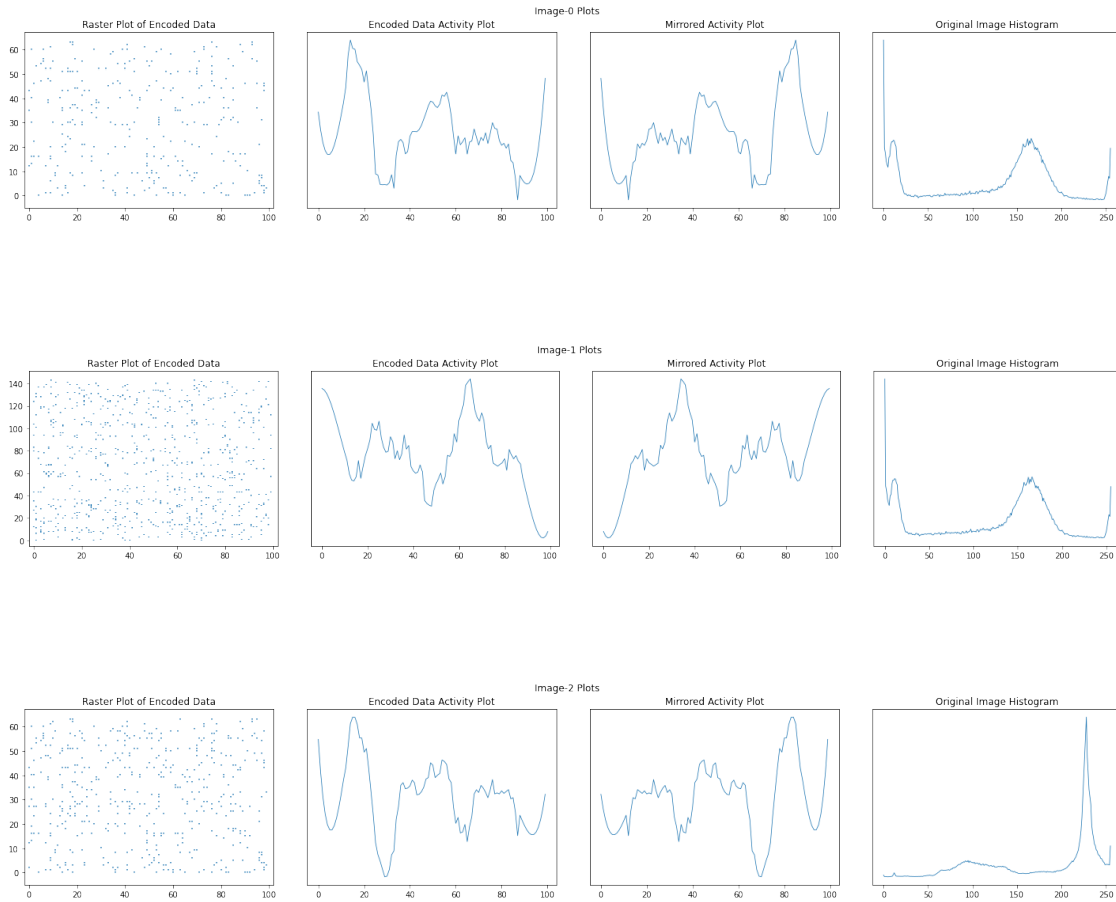 Image-0 Plots
Raster Plot of Encoded Data
Encoded Data Activity Plot
Mirrored Activity Plot
Original Image Histogram
60
50
40
30
20
10
0
0 20 40 60 80 100
0 20 40 60 80 100
0 20 40 60 80 100
0 50 100 150 200 250
Image-1 Plots
Raster Plot of Encoded Data
Encoded Data Activity Plot
Mirrored Activity Plot
Original Image Histogram
140
120
100
80
60
40
20
0
0 20 40 60 80 100
0 20 40 60 80 100
0 20 40 60 80 100
0 50 100 150 200 250
Image-2 Plots
Raster Plot of Encoded Data
Encoded Data Activity Plot
Mirrored Activity Plot
Original Image Histogram
60
50
40
30
20
10
0
0 20 40 60 80 100
0 20 40 60 80 100
0 20 40 60 80 100
0 50 100 150 200 250